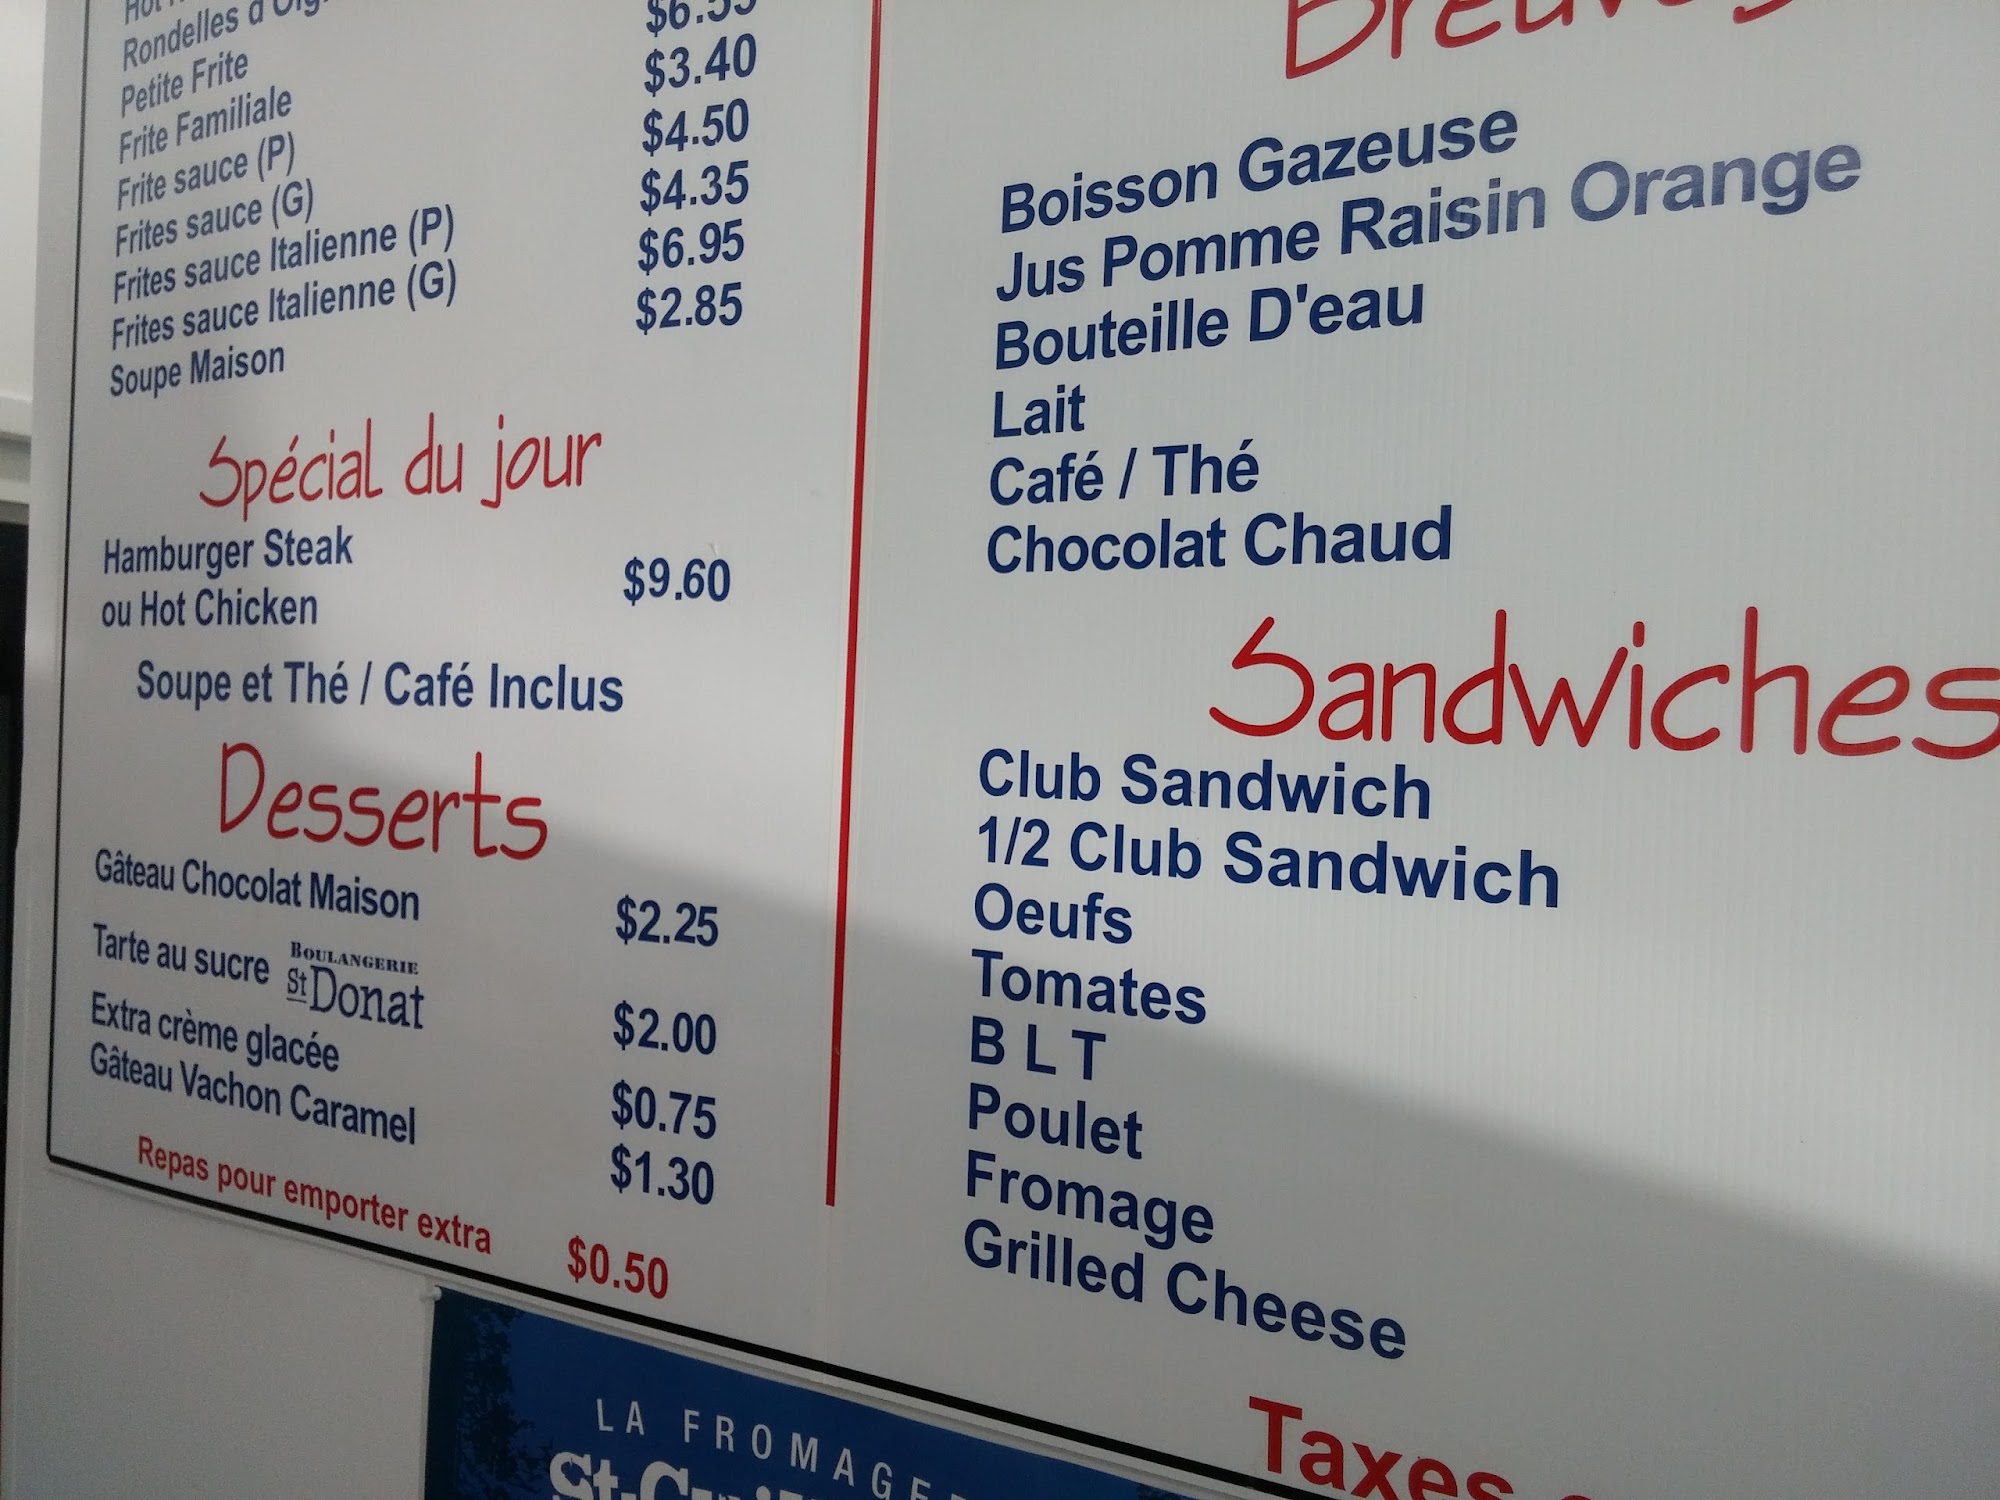 Petite Frite
Frite Familiale
Frite sauce (P)
Frites sauce (G)
Frites sauce Italienne (P)
Frites sauce Italienne (G)
Soupe Maison
$3.40
$4.50
$4.35
$6.95
$2.85
Spécial du jour
Hamburger Steak
ou Hot Chicken
$9.60
Soupe et Thé / Café Inclus
Desserts
Gâteau Chocolat Maison $2.25
Tarte au sucre BOULANGERIE St Donat $2.00
Extra crème glacée $0.75
Gâteau Vachon Caramel $1.30
Repas pour emporter extra $0.50
LA FROMAGE
Boisson Gazeuse
Jus Pomme Raisin Orange
Bouteille D'eau
Lait
Café / Thé
Chocolat Chaud
Sandwiches
Club Sandwich
1/2 Club Sandwich
Oeufs
Tomates
B L T
Poulet
Fromage
Grilled Cheese
Taxes